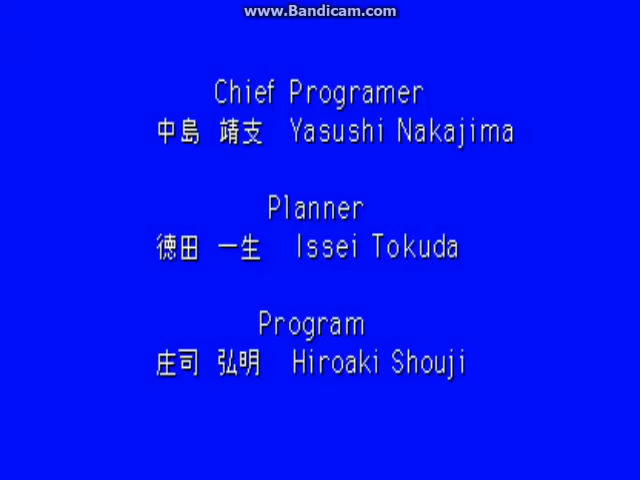 www.Bandicam.com
Chief Programer
中島 靖支 Yasushi Nakajima
Planner
徳田 一生 Issei Tokuda
Program
庄司 弘明 Hiroaki Shouji